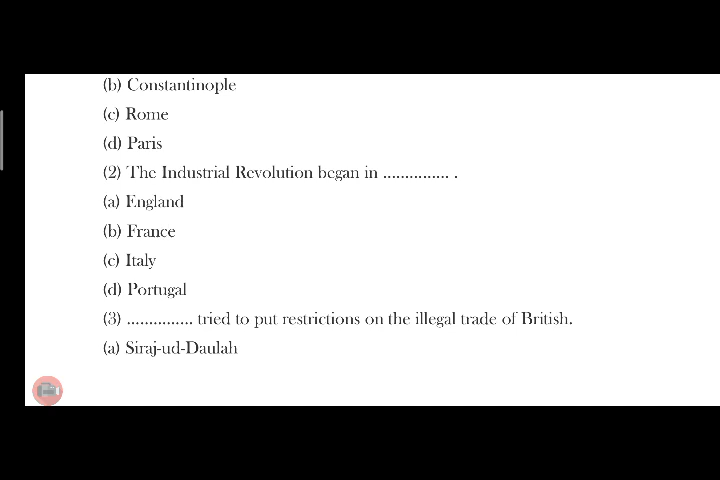 (b) Constantinople
(c) Rome
(d) Paris
(2) The Industrial Revolution began in ............... .
(a) England
(b) France
(c) Italy
(d) Portugal
(3) ............... tried to put restrictions on the illegal trade of British.
(a) Siraj-ud-Daulah